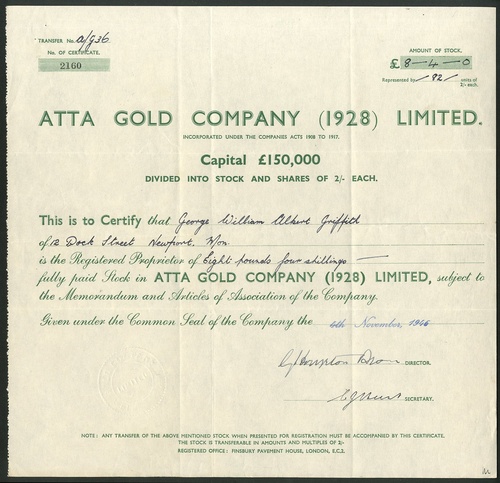 TRANSFER No. a/936.
No. OF CERTIFICATE.
2160
AMOUNT OF STOCK.
£ 8-4-0
Represented by 82 units of
2/- each.
ATTA GOLD COMPANY (1928) LIMITED.
INCORPORATED UNDER THE COMPANIES ACTS 1908 TO 1917.
Capital £150,000
DIVIDED INTO STOCK AND SHARES OF 2/- EACH.
This is to Certify that George William Albert Griffith
of 12 Dock Street Newport. Mon
is the Registered Proprietor of Eight pounds four shillings —
fully paid Stock in ATTA GOLD COMPANY (1928) LIMITED, subject to
the Memorandum and Articles of Association of the Company.
Given under the Common Seal of the Company the 4th November, 1946
DIRECTOR.
SECRETARY.
NOTE: ANY TRANSFER OF THE ABOVE MENTIONED STOCK WHEN PRESENTED FOR REGISTRATION MUST BE ACCOMPANIED BY THIS CERTIFICATE.
THE STOCK IS TRANSFERABLE IN AMOUNTS AND MULTIPLES OF 2/-
REGISTERED OFFICE: FINSBURY PAVEMENT HOUSE, LONDON, E.C.2.